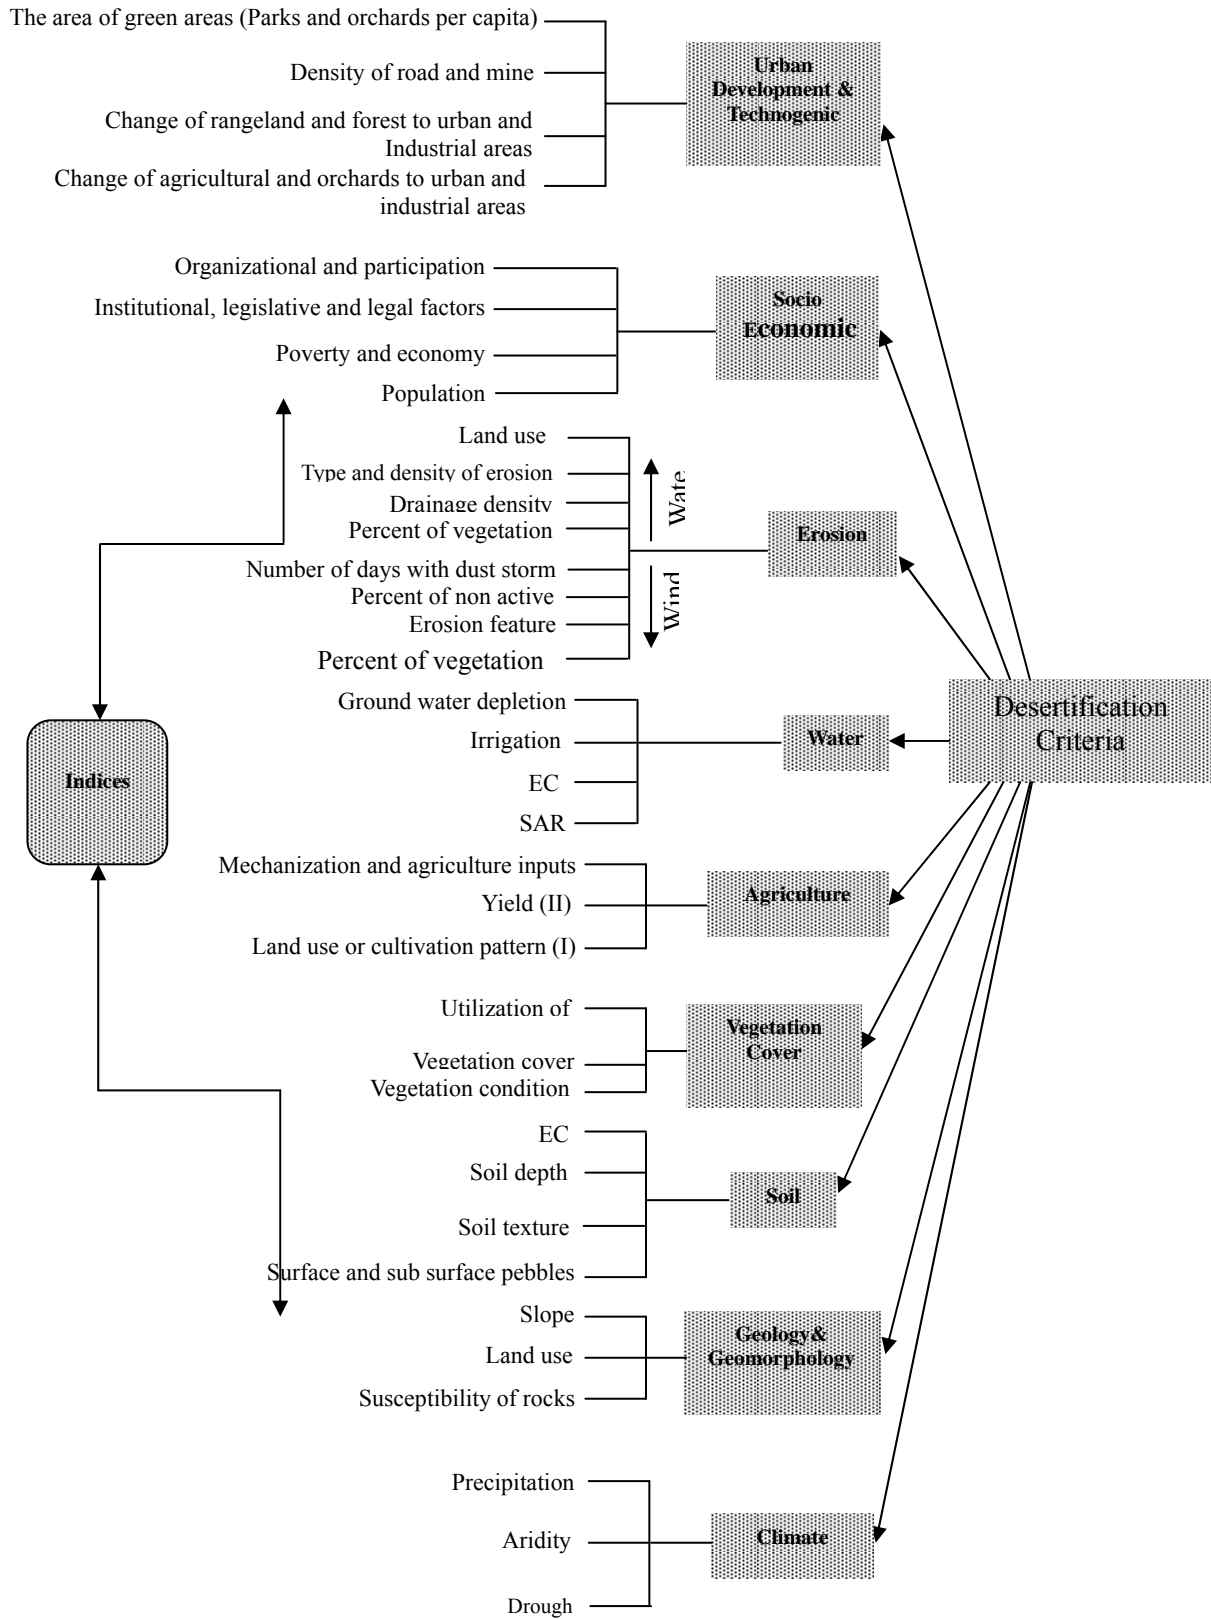 The area of green areas (Parks and orchards per capita)
Density of road and mine
Change of rangeland and forest to urban and
Industrial areas
Change of agricultural and orchards to urban and
industrial areas
Urban
Development &
Technogenic
Organizational and participation
Institutional, legislative and legal factors
Poverty and economy
Population
Socio
Economic
Land use
Type and density of erosion
Drainage density
Percent of vegetation
Number of days with dust storm
Percent of non active
Erosion feature
Percent of vegetation
Wate
Wind
Erosion
Ground water depletion
Irrigation
EC
SAR
Water
Desertification
Criteria
Indices
Mechanization and agriculture inputs
Yield (II)
Land use or cultivation pattern (I)
Agriculture
Utilization of
Vegetation cover
Vegetation condition
Vegetation
Cover
EC
Soil depth
Soil texture
Surface and sub surface pebbles
Soil
Slope
Land use
Susceptibility of rocks
Geology&
Geomorphology
Precipitation
Aridity
Drough
Climate